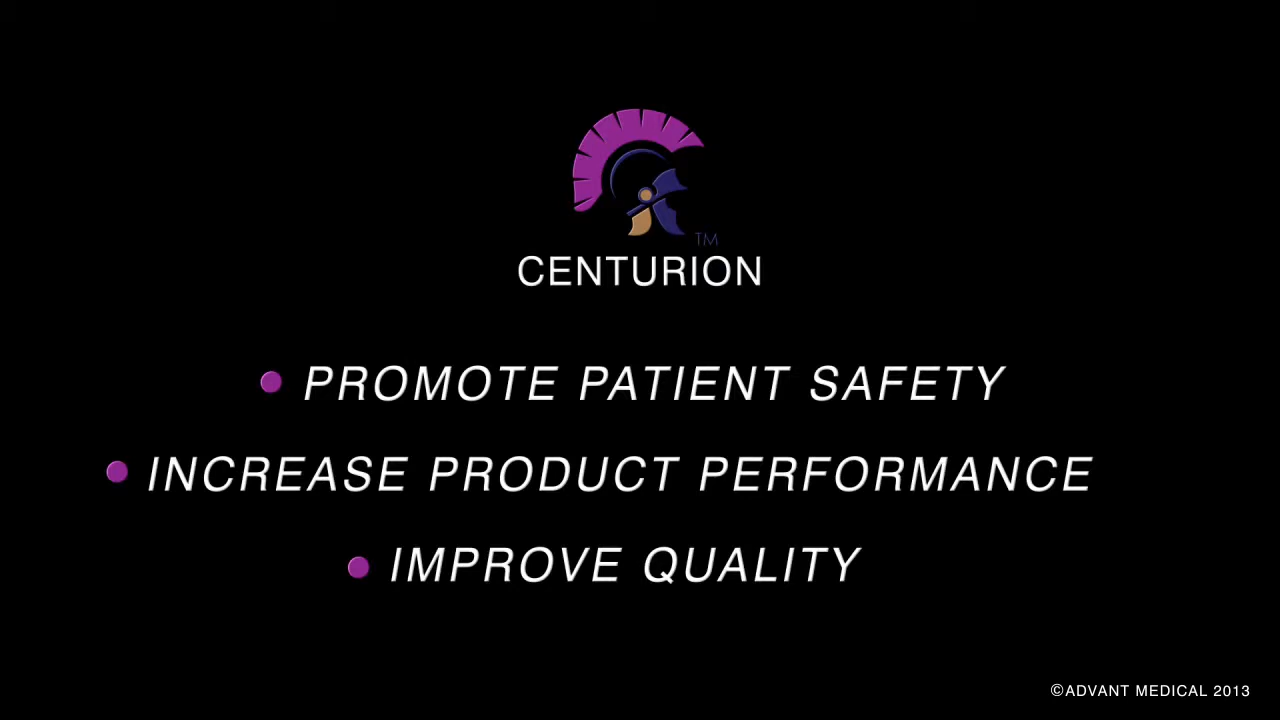 TM
CENTURION
PROMOTE PATIENT SAFETY
INCREASE PRODUCT PERFORMANCE
IMPROVE QUALITY
©ADVANT MEDICAL 2013